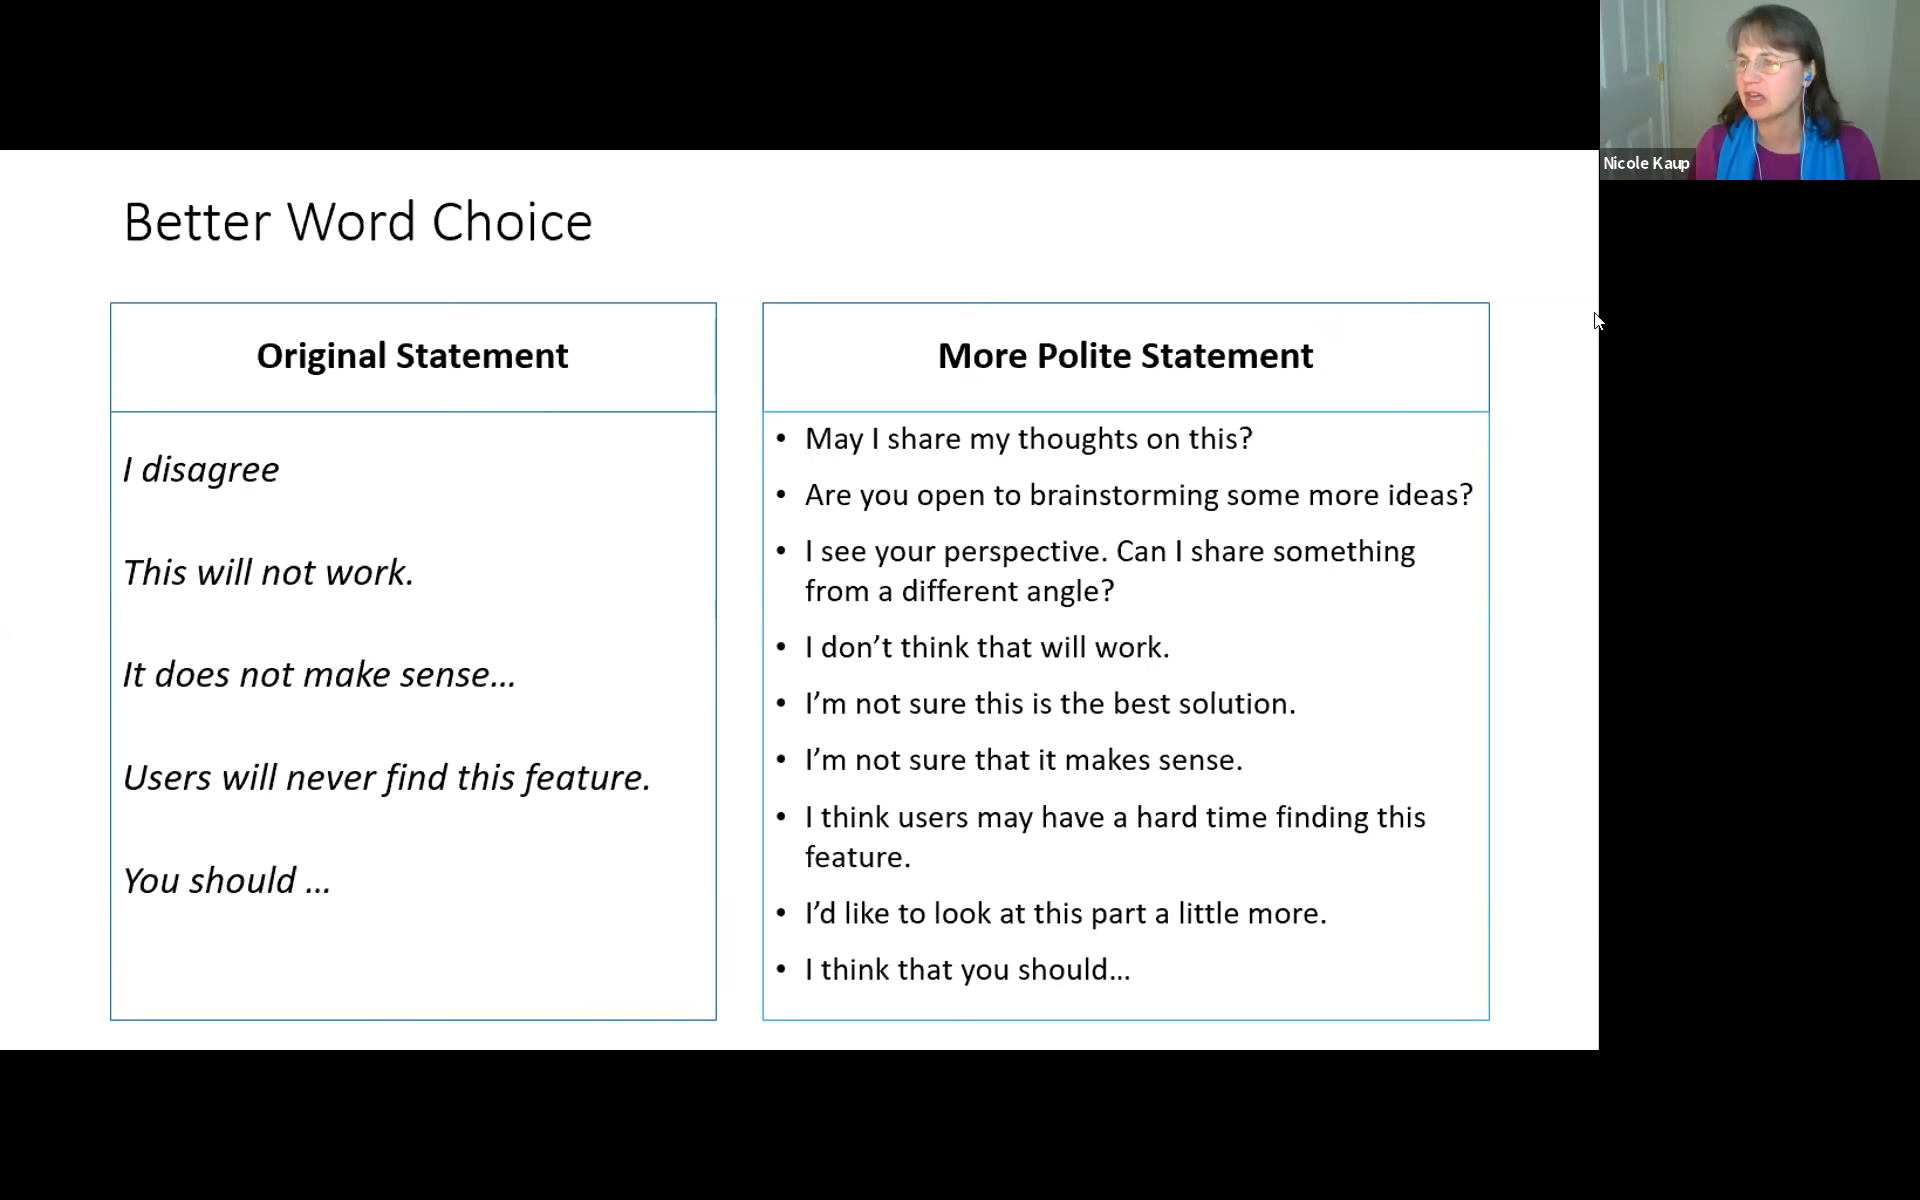 Nicole Kaup
Better Word Choice
Original Statement
I disagree
This will not work.
It does not make sense...
Users will never find this feature.
You should ...
More Polite Statement
• May I share my thoughts on this?
• Are you open to brainstorming some more ideas?
• I see your perspective. Can I share something
from a different angle?
• I don’t think that will work.
• I’m not sure this is the best solution.
• I’m not sure that it makes sense.
• I think users may have a hard time finding this
feature.
• I’d like to look at this part a little more.
• I think that you should...